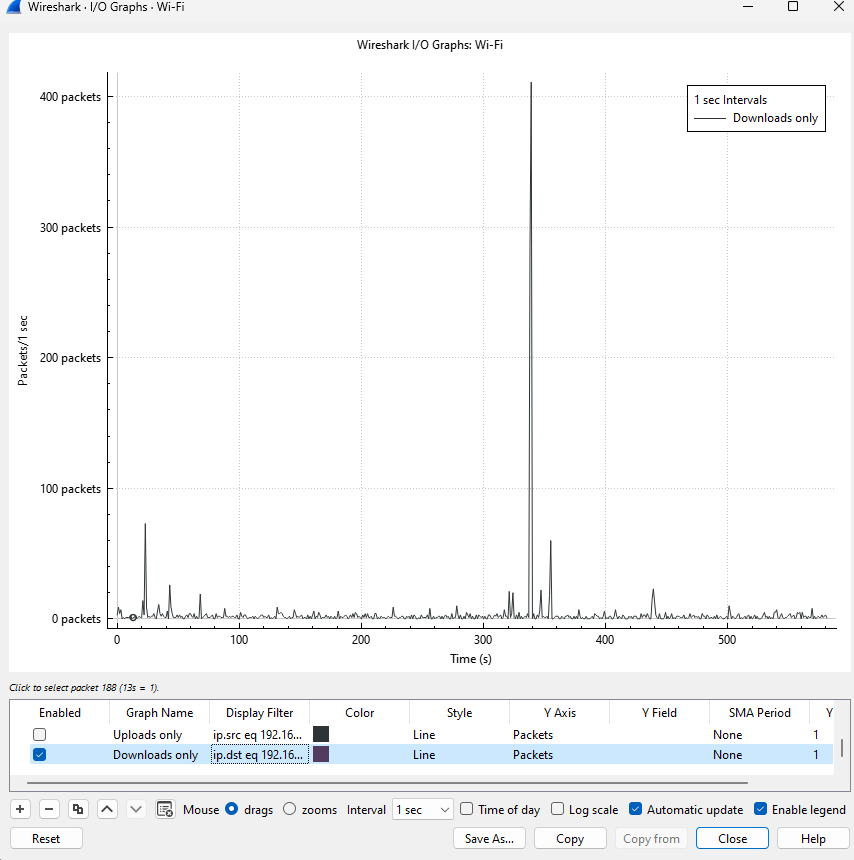 Wireshark · I/O Graphs · Wi-Fi
Wireshark I/O Graphs: Wi-Fi
1 sec Intervals
Downloads only
400 packets
300 packets
200 packets
100 packets
0 packets
Packets/1 sec
0 100 200 300 400 500
Time (s)
Click to select packet 188 (13s = 1).
Enabled Graph Name Display Filter Color Style Y Axis Y Field SMA Period Y
Uploads only ip.src eq 192.16... Line Packets None 1
Downloads only ip.dst eq 192.16... Line Packets None 1
Mouse drags zooms Interval 1 sec Time of day Log scale Automatic update Enable legend
Reset Save As... Copy Copy from Close Help